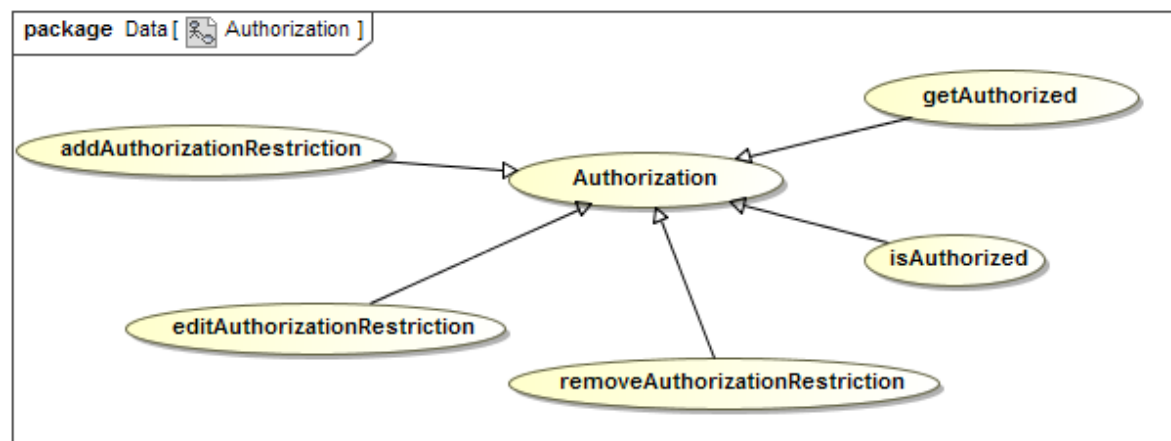 package Data [ Authorization ]
getAuthorized
addAuthorizationRestriction
Authorization
isAuthorized
editAuthorizationRestriction
removeAuthorizationRestriction